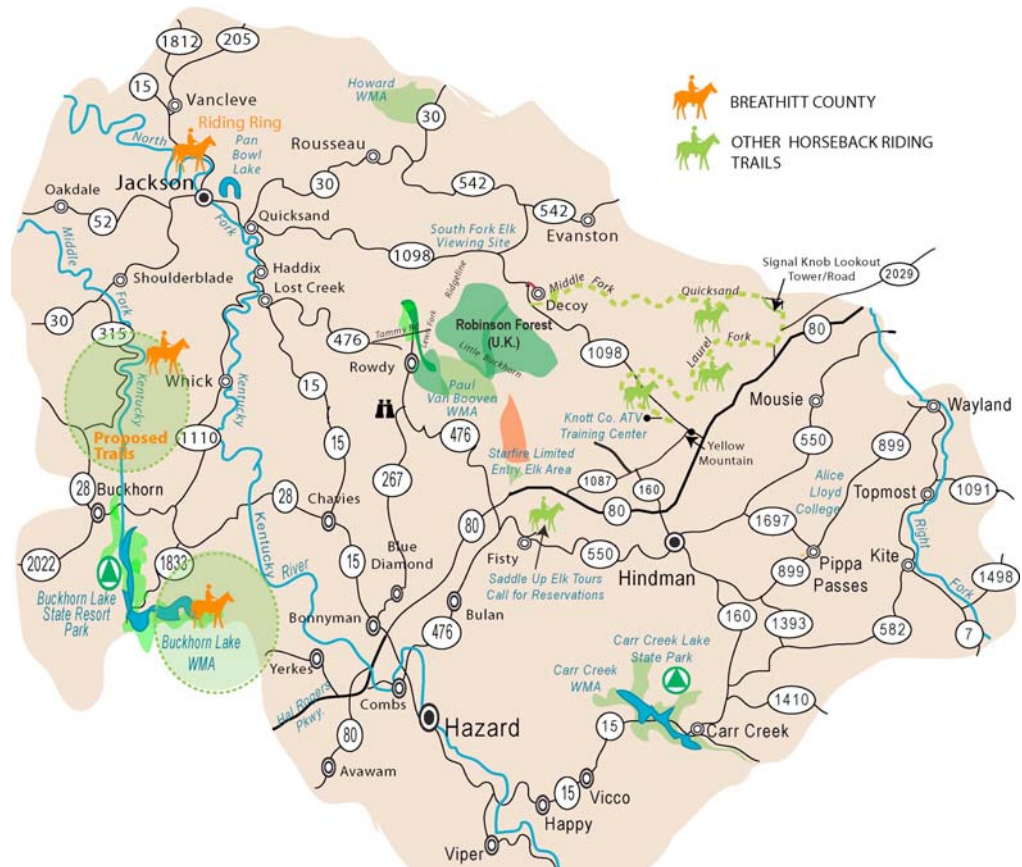 1812
205
15
Vancleve
Howard
WMA
30
BREATHITT COUNTY
OTHER HORSEBACK RIDING
TRAILS
Riding Ring
North
Pan
Bowl
Lake
Rousseau
Jackson
30
542
542
Evanston
Oakdale
52
Fork
Quicksand
South Fork Elk
Viewing Site
1098
Signal Knob Lookout
Tower/Road
2029
Middle
Fork
Shoulderblade
Haddix
Lost Creek
Ridgeline
Middle Fork
Quicksand
Decoy
30
315
476
Tammy Rd
Lewis Fork
Robinson Forest
(U.K.)
Little Buckhorn
Laurel Fork
80
Rowdy
1098
Kentucky
Whick
Kentucky
15
Paul
Van Booven
WMA
Mousie
Wayland
Knott Co. ATV
Training Center
Proposed
Trails
1110
476
Starfire Limited
Entry Elk Area
Yellow
Mountain
550
899
Alice
Lloyd
College
28
Buckhorn
28
15
Chavies
267
1087
160
Topmost
1091
80
80
1697
Right
Fork
2022
1833
Kentucky
River
15
Blue
Diamond
Fisty
550
Hindman
899
Pippa
Passes
Kite
1498
Saddle Up Elk Tours
Call for Reservations
Buckhorn Lake
State Resort
Park
Buckhorn Lake
WMA
Bonnyman
Bulan
476
160
1393
582
7
Yerkes
Carr Creek Lake
State Park
Carr Creek
WMA
Hal Rogers
Pkwy.
Combs
1410
80
Hazard
15
Carr Creek
Avawam
15
Vicco
Happy
Viper